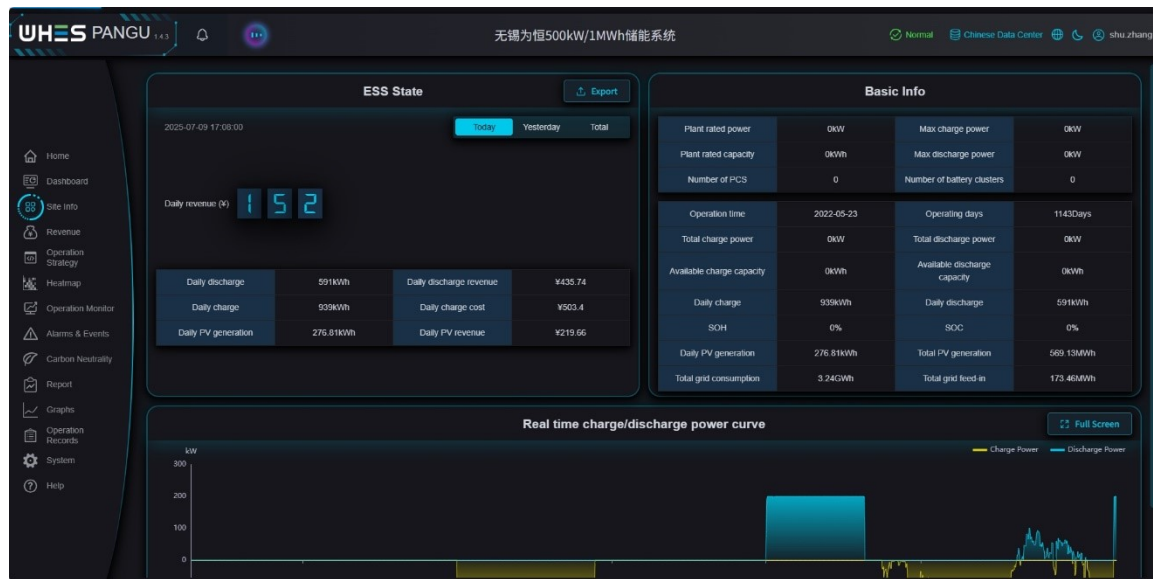 WHES PANGU 1.4.3
无锡为恒500kW/1MWh储能系统
Normal
Chinese Data Center
shu.zhang
Home
Dashboard
Site Info
Revenue
Operation
Strategy
Heatmap
Operation Monitor
Alarms & Events
Carbon Neutrality
Report
Graphs
Operation
Records
System
Help
ESS State
Export
2025-07-09 17:08:00
Today Yesterday Total
Daily revenue (¥) 152
Daily discharge 591kWh Daily discharge revenue ¥435.74
Daily charge 939kWh Daily charge cost ¥503.4
Daily PV generation 276.81kWh Daily PV revenue ¥219.66
Basic Info
Plant rated power 0kW Max charge power 0kW
Plant rated capacity 0kWh Max discharge power 0kW
Number of PCS 0 Number of battery clusters 0
Operation time 2022-05-23 Operating days 1143Days
Total charge power 0kW Total discharge power 0kW
Available charge capacity 0kWh Available discharge capacity 0kWh
Daily charge 939kWh Daily discharge 591kWh
SOH 0% SOC 0%
Daily PV generation 276.81kWh Total PV generation 569.13MWh
Total grid consumption 3.24GWh Total grid feed-in 173.46MWh
Real time charge/discharge power curve
Full Screen
Charge Power Discharge Power
kW
300
200
100
0